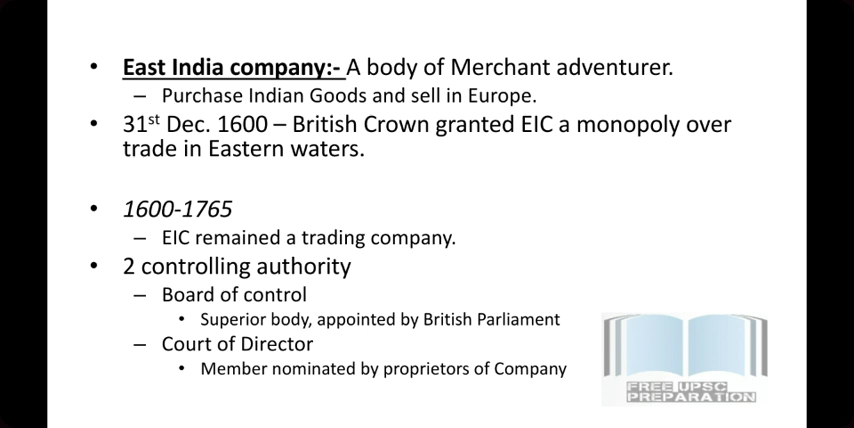 • East India company:- A body of Merchant adventurer.
– Purchase Indian Goods and sell in Europe.
• 31st Dec. 1600 – British Crown granted EIC a monopoly over
trade in Eastern waters.
• 1600-1765
– EIC remained a trading company.
• 2 controlling authority
– Board of control
• Superior body, appointed by British Parliament
– Court of Director
• Member nominated by proprietors of Company
FREE UPSC
PREPARATION